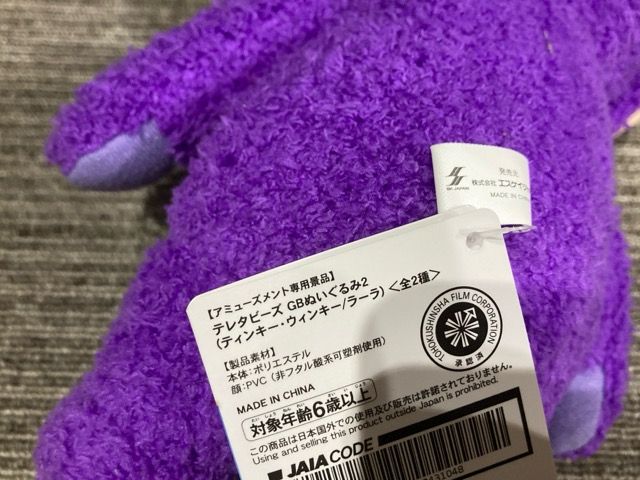 SK JAPAN
発売元
株式会社 エスケイジャ
MADE IN CHINA
【アミューズメント専用景品】
テレタビーズ GBぬいぐるみ2
(ティンキー・ウィンキー/ラーラ) <全2種>
【製品素材】
本体:ポリエステル
顔:PVC (非フタル酸系可塑剤使用)
MADE IN CHINA
対象年齢6歳以上
この商品は日本国外での使用及び販売は許諾されておりません。
Using and selling this product outside Japan is prohibited.
JAIA CODE
TOHOKUSHINSHA FILM CORPORATION
承認済